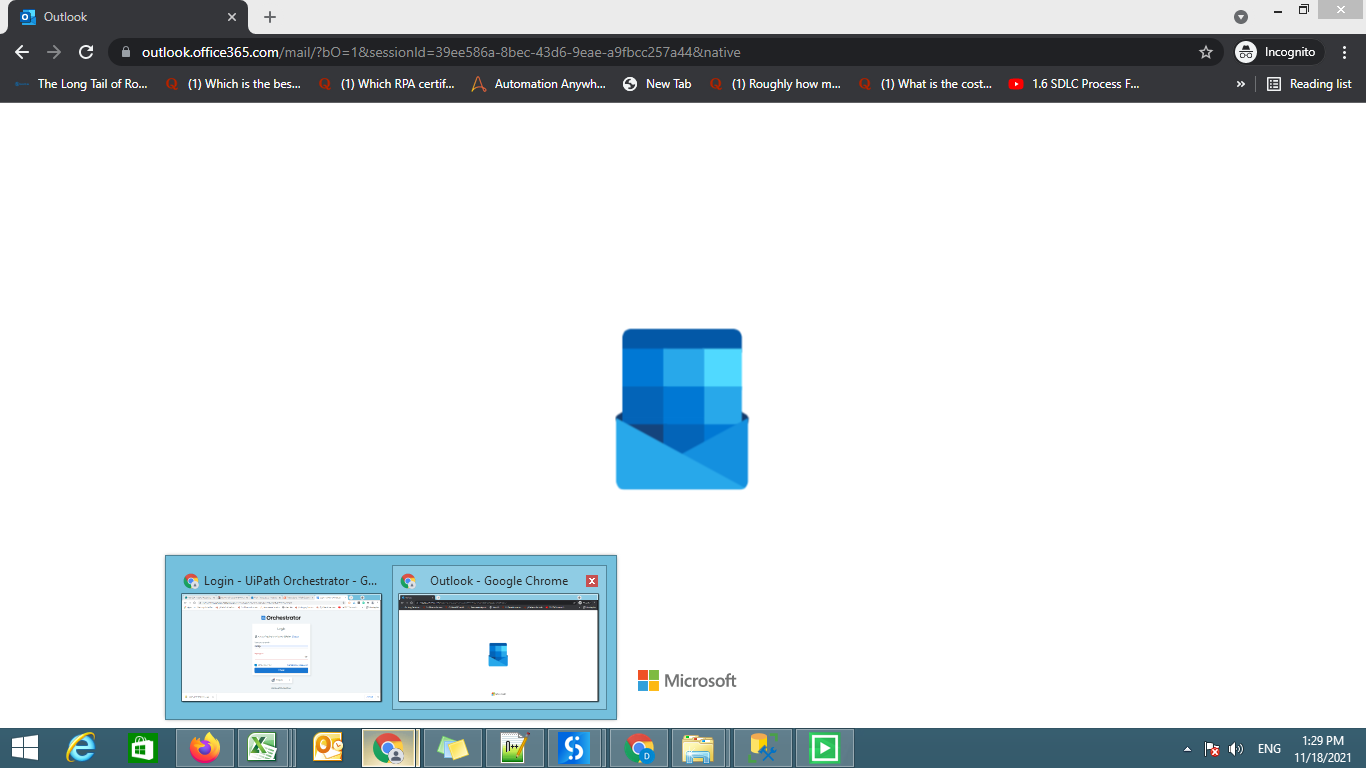 Outlook
outlook.office365.com/mail/?bO=1&sessionId=39ee586a-8bec-43d6-9eae-a9fbcc257a44&native
Incognito
The Long Tail of Ro...
(1) Which is the bes...
(1) Which RPA certif...
Automation Anywh...
New Tab
(1) Roughly how m...
(1) What is the cost...
1.6 SDLC Process F...
»
Reading list
Login - UiPath Orchestrator - G...
Outlook - Google Chrome
Orchestrator
Login
Microsoft
ENG
1:29 PM
11/18/2021